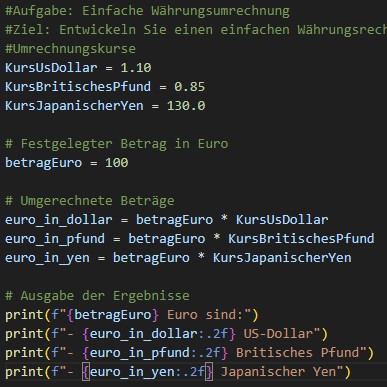 #Aufgabe: Einfache Währungsumrechnung
#Ziel: Entwickeln Sie einen einfachen
#Umrechnungskurse
KursUsDollar = 1.10
KursBritischesPfund = 0.85
KursJapanischerYen = 130.0
# Festgelegter Betrag in Euro
betragEuro = 100
# Umgerechnete Beträge
euro_in_dollar = betragEuro * KursUsDollar
euro_in_pfund = betragEuro * KursBritischesPfund
euro_in_yen = betragEuro * KursJapanischerYen
# Ausgabe der Ergebnisse
print(f"{betragEuro} Euro sind:")
print(f"- {euro_in_dollar:.2f} US-Dollar")
print(f"- {euro_in_pfund:.2f} Britisches Pfund")
print(f"- {euro_in_yen:.2f} Japanischer Yen")